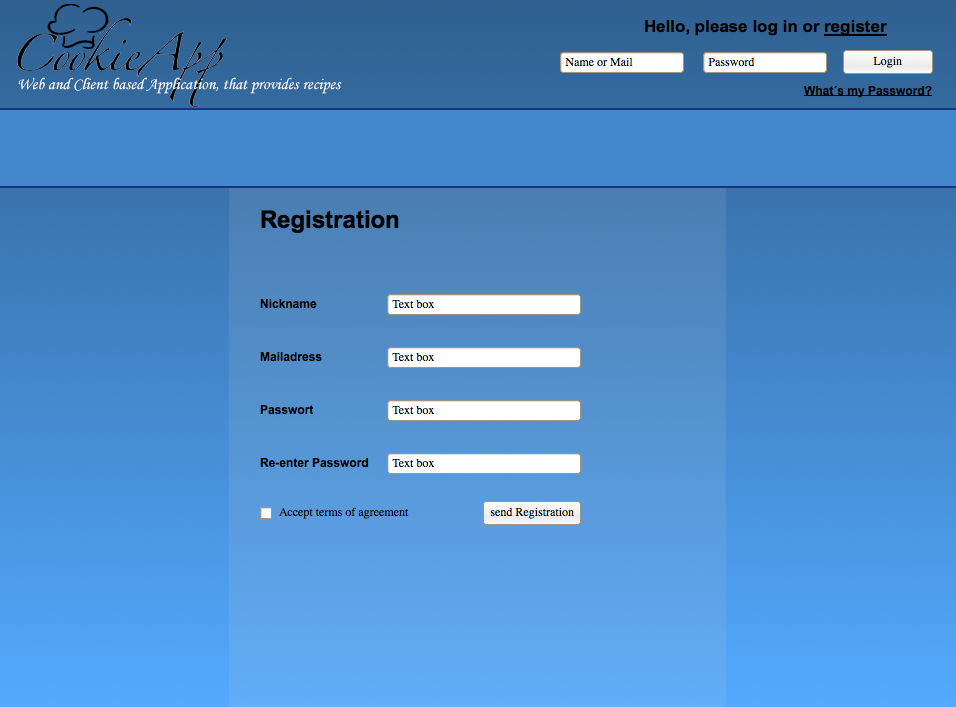 CookieApp
Web and Client based Application, that provides recipes
Hello, please log in or register
Name or Mail
Password
Login
What´s my Password?
Registration
Nickname
Text box
Mailadress
Text box
Passwort
Text box
Re-enter Password
Text box
Accept terms of agreement
send Registration